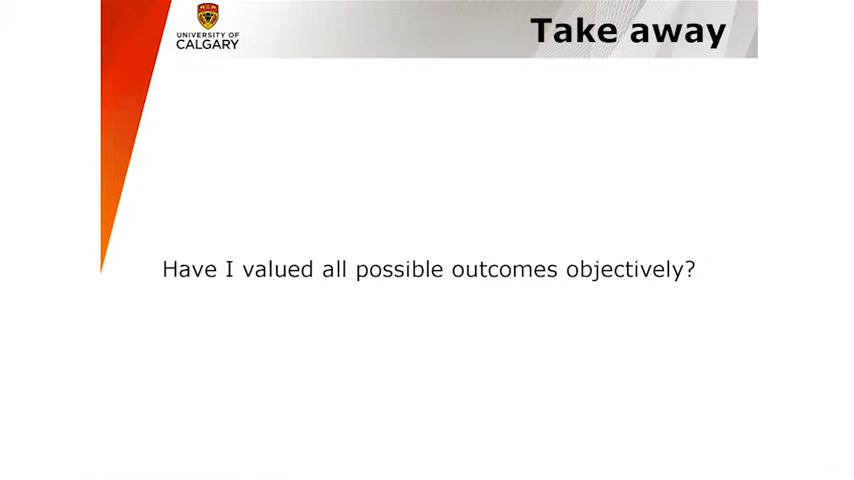 UNIVERSITY OF
CALGARY
Take away
Have I valued all possible outcomes objectively?